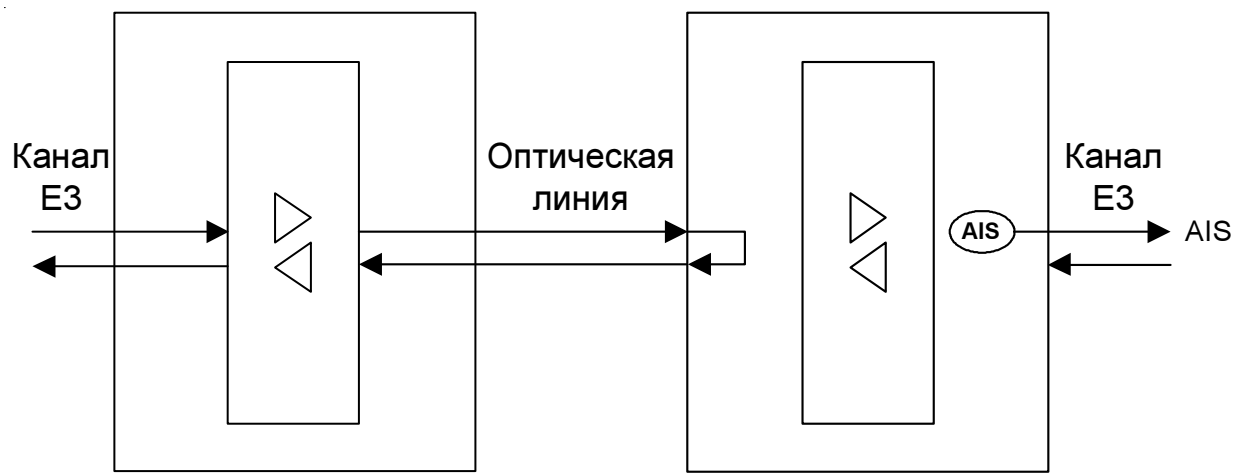 Канал
E3
Оптическая
линия
Канал
E3
AIS
AIS